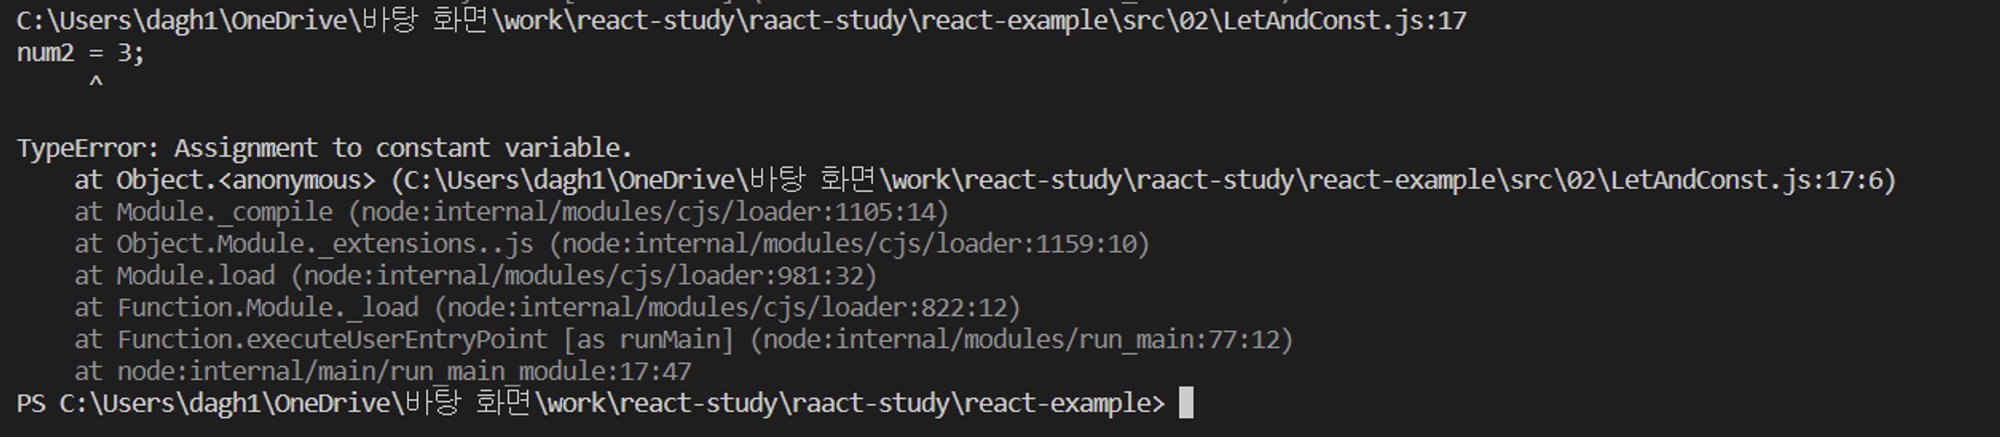 C:\Users\dagh1\OneDrive\바탕 화면\work\react-study\raact-study\react-example\src\02\LetAndConst.js:17
num2 = 3;
     ^
TypeError: Assignment to constant variable.
    at Object.<anonymous> (C:\Users\dagh1\OneDrive\바탕 화면\work\react-study\raact-study\react-example\src\02\LetAndConst.js:17:6)
    at Module._compile (node:internal/modules/cjs/loader:1105:14)
    at Object.Module._extensions..js (node:internal/modules/cjs/loader:1159:10)
    at Module.load (node:internal/modules/cjs/loader:981:32)
    at Function.Module._load (node:internal/modules/cjs/loader:822:12)
    at Function.executeUserEntryPoint [as runMain] (node:internal/modules/run_main:77:12)
    at node:internal/main/run_main_module:17:47
PS C:\Users\dagh1\OneDrive\바탕 화면\work\react-study\raact-study\react-example>